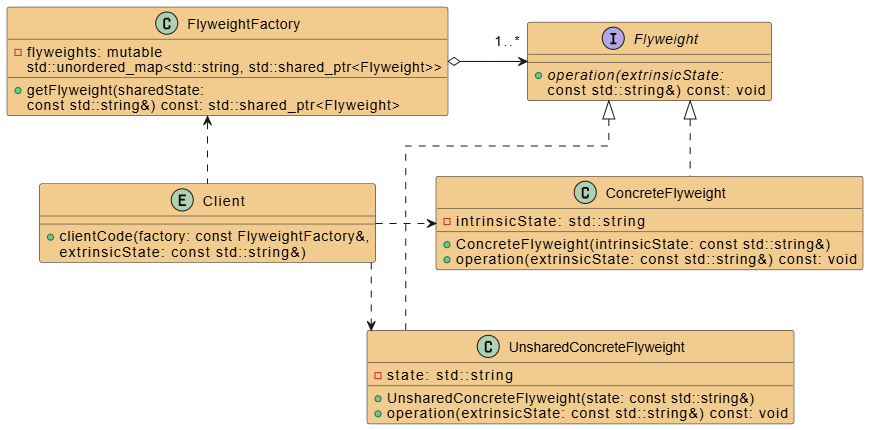 C FlyweightFactory
flyweights: mutable
std::unordered_map<std::string, std::shared_ptr<Flyweight>>
getFlyweight(sharedState:
const std::string&) const: std::shared_ptr<Flyweight>
1..*
I Flyweight
operation(extrinsicState:
const std::string&) const: void
E Client
clientCode(factory: const FlyweightFactory&,
extrinsicState: const std::string&)
C ConcreteFlyweight
intrinsicState: std::string
ConcreteFlyweight(intrinsicState: const std::string&)
operation(extrinsicState: const std::string&) const: void
C UnsharedConcreteFlyweight
state: std::string
UnsharedConcreteFlyweight(state: const std::string&)
operation(extrinsicState: const std::string&) const: void